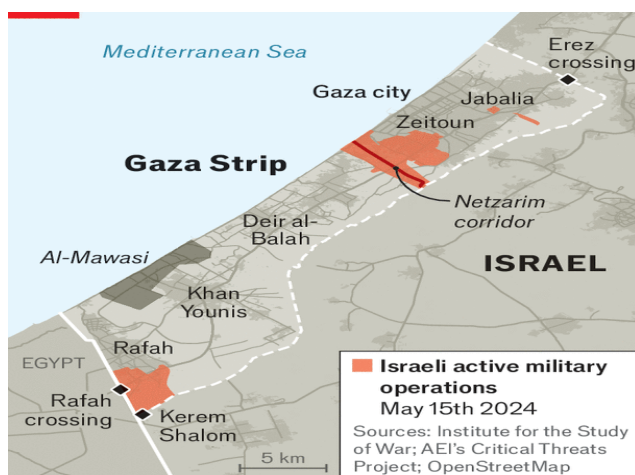 Mediterranean Sea
Erez
crossing
Gaza city
Jabalia
Zeitoun
Gaza Strip
Netzarim
corridor
Deir al-
Balah
Al-Mawasi
ISRAEL
Khan
Younis
Rafah
EGYPT
Rafah
crossing
Kerem
Shalom
5 km
Israeli active military
operations
May 15th 2024
Sources: Institute for the Study
of War; AEI's Critical Threats
Project; OpenStreetMap